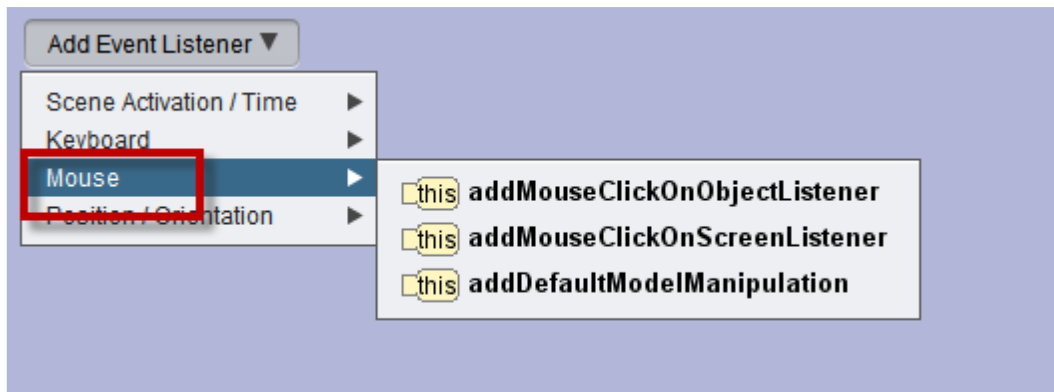 Add Event Listener ▼
Scene Activation / Time
Keyboard
Mouse
Position / Orientation
this addMouseClickOnObjectListener
this addMouseClickOnScreenListener
this addDefaultModelManipulation